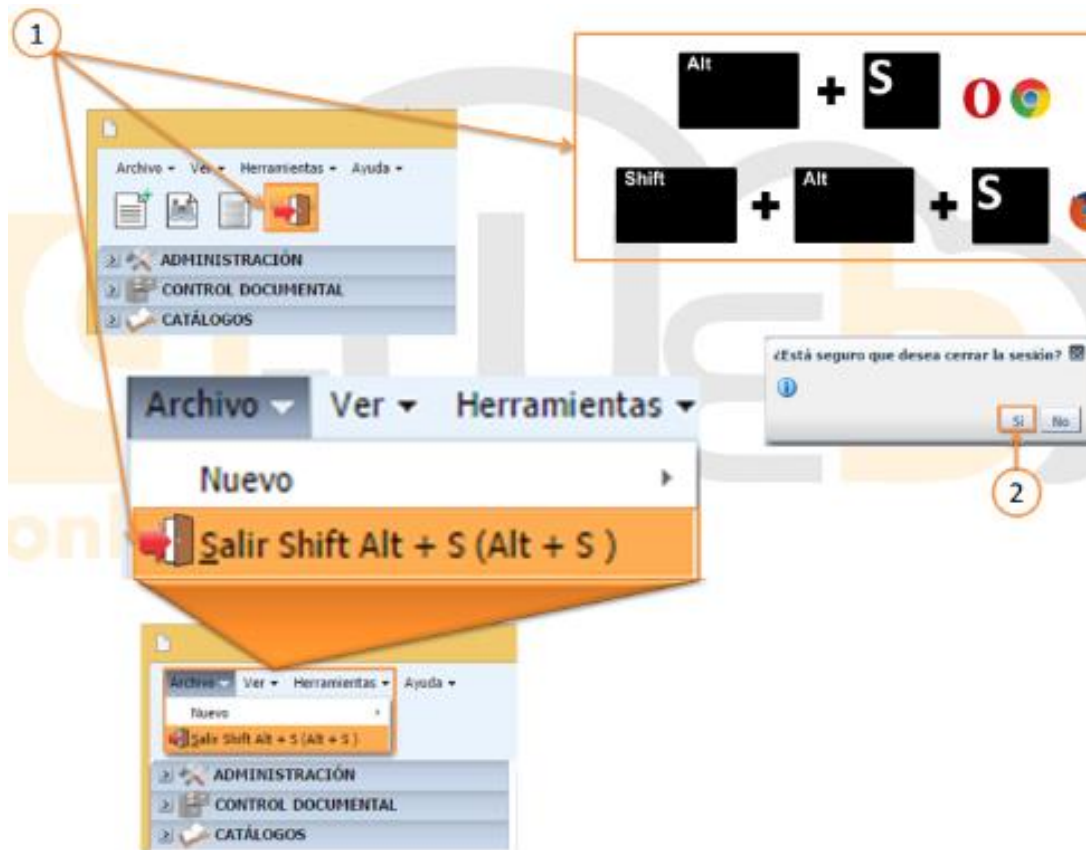 1
Alt
+
S
Shift
+
Alt
+
S
Archivo Ver Herramientas Ayuda
ADMINISTRACIÓN
CONTROL DOCUMENTAL
CATÁLOGOS
¿Está seguro que desea cerrar la sesión?
Si No
2
Archivo Ver Herramientas
Nuevo
Salir Shift Alt + S (Alt + S )
Archivo Ver Herramientas Ayuda
Nuevo
Salir Shift Alt + S (Alt + S )
ADMINISTRACIÓN
CONTROL DOCUMENTAL
CATÁLOGOS